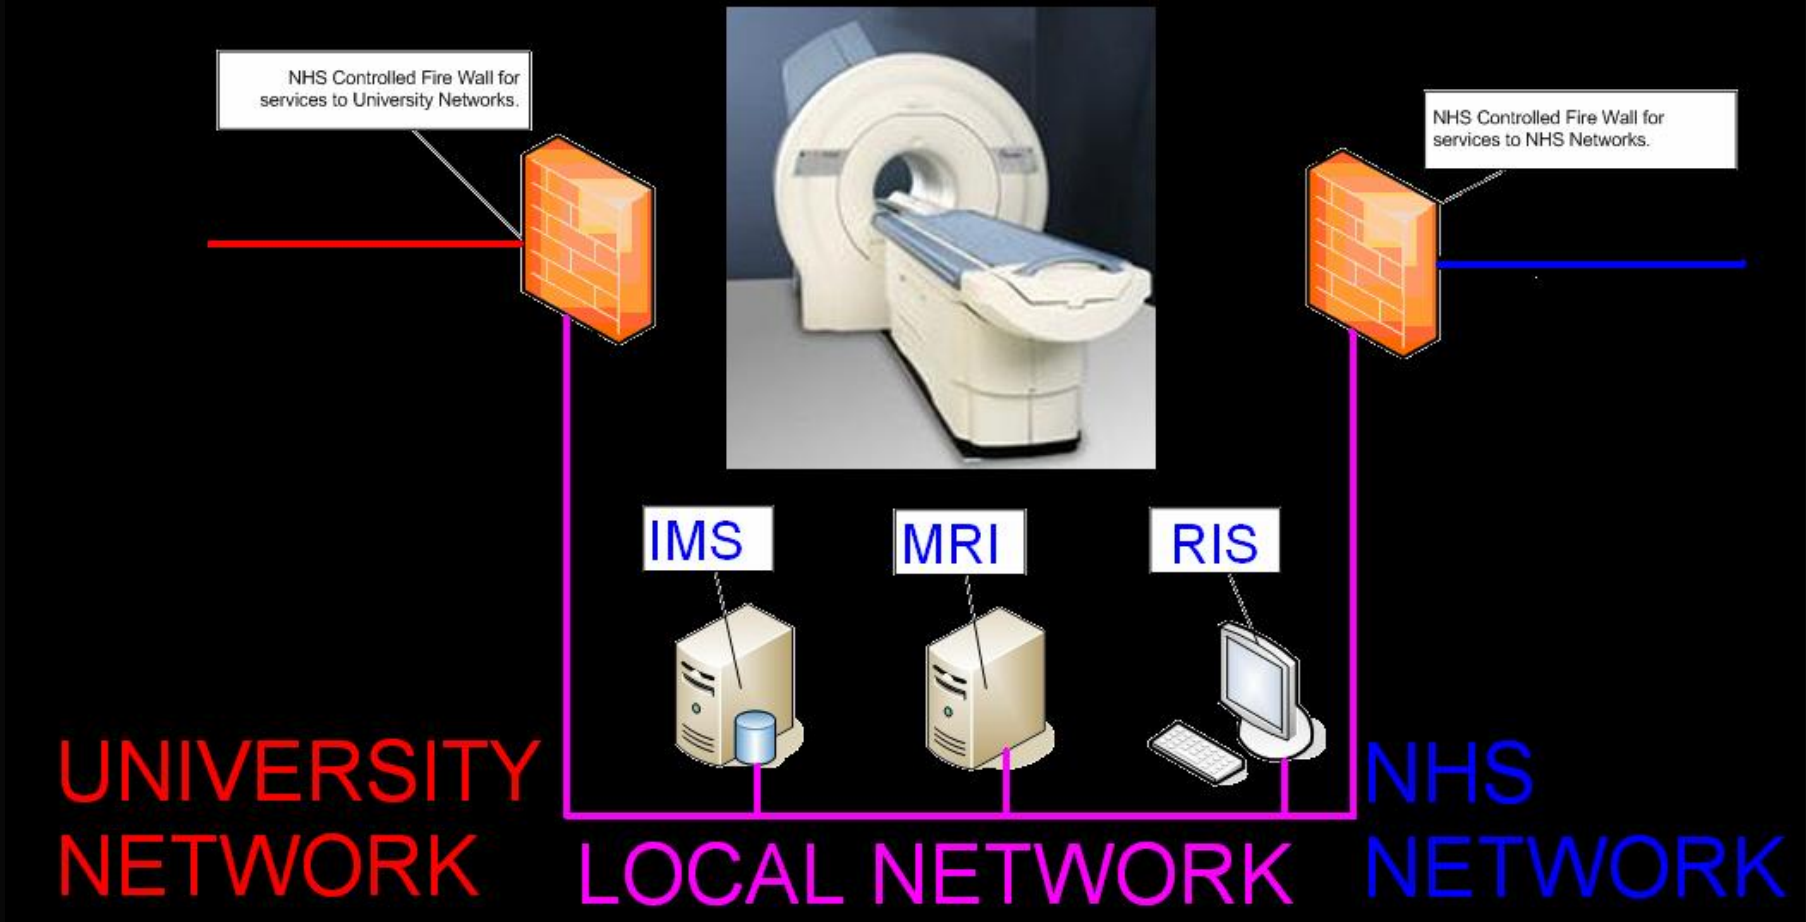 NHS Controlled Fire Wall for
services to University Networks.
NHS Controlled Fire Wall for
services to NHS Networks.
IMS
MRI
RIS
UNIVERSITY
NETWORK
LOCAL NETWORK
NHS
NETWORK